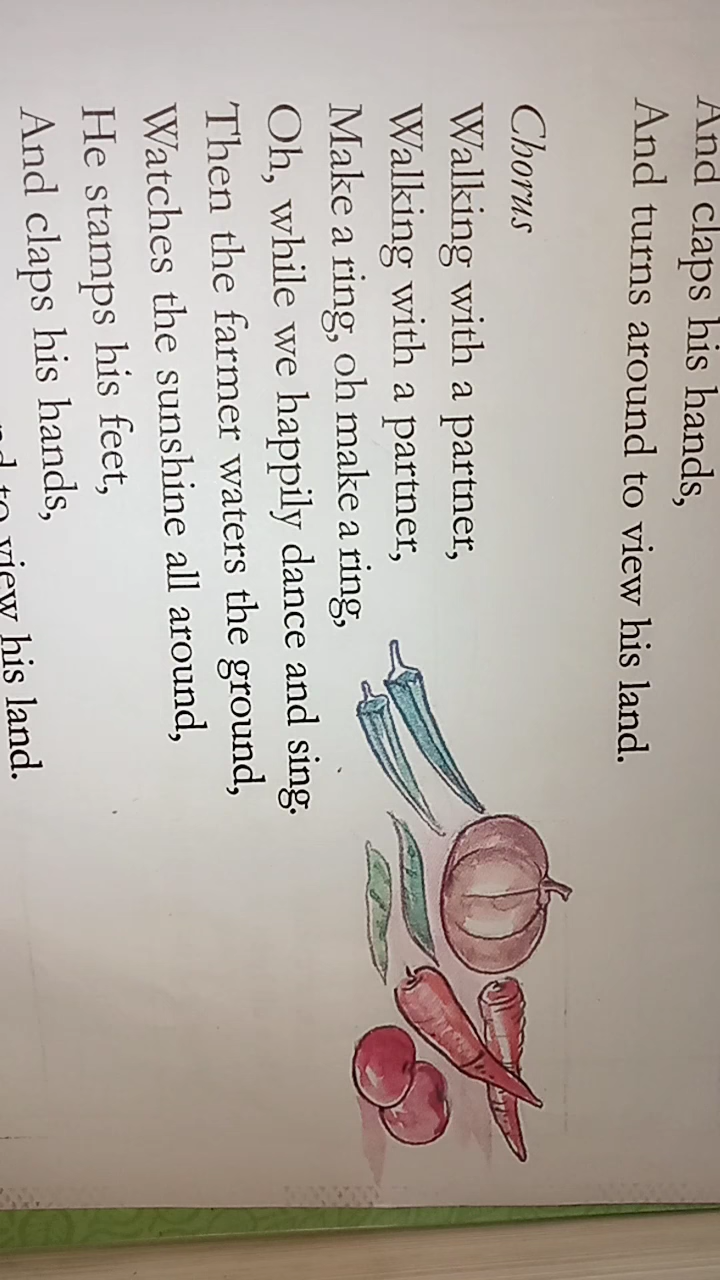 And claps his hands,
And turns around to view his land.
Chorus
Walking with a partner,
Walking with a partner,
Make a ring, oh make a ring,
Oh, while we happily dance and sing.
Then the farmer waters the ground,
Watches the sunshine all around,
He stamps his feet,
And claps his hands,
to view his land.